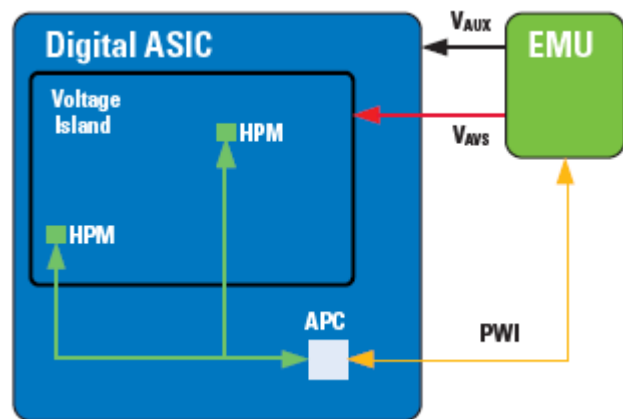 Digital ASIC
VAUX
EMU
Voltage
Island
HPM
VAVS
HPM
APC
PWI